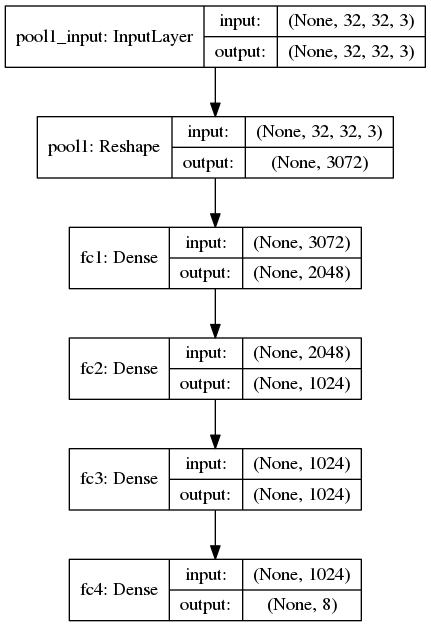 pool1_input: InputLayer
input:
(None, 32, 32, 3)
output:
(None, 32, 32, 3)
pool1: Reshape
input:
(None, 32, 32, 3)
output:
(None, 3072)
fc1: Dense
input:
(None, 3072)
output:
(None, 2048)
fc2: Dense
input:
(None, 2048)
output:
(None, 1024)
fc3: Dense
input:
(None, 1024)
output:
(None, 1024)
fc4: Dense
input:
(None, 1024)
output:
(None, 8)